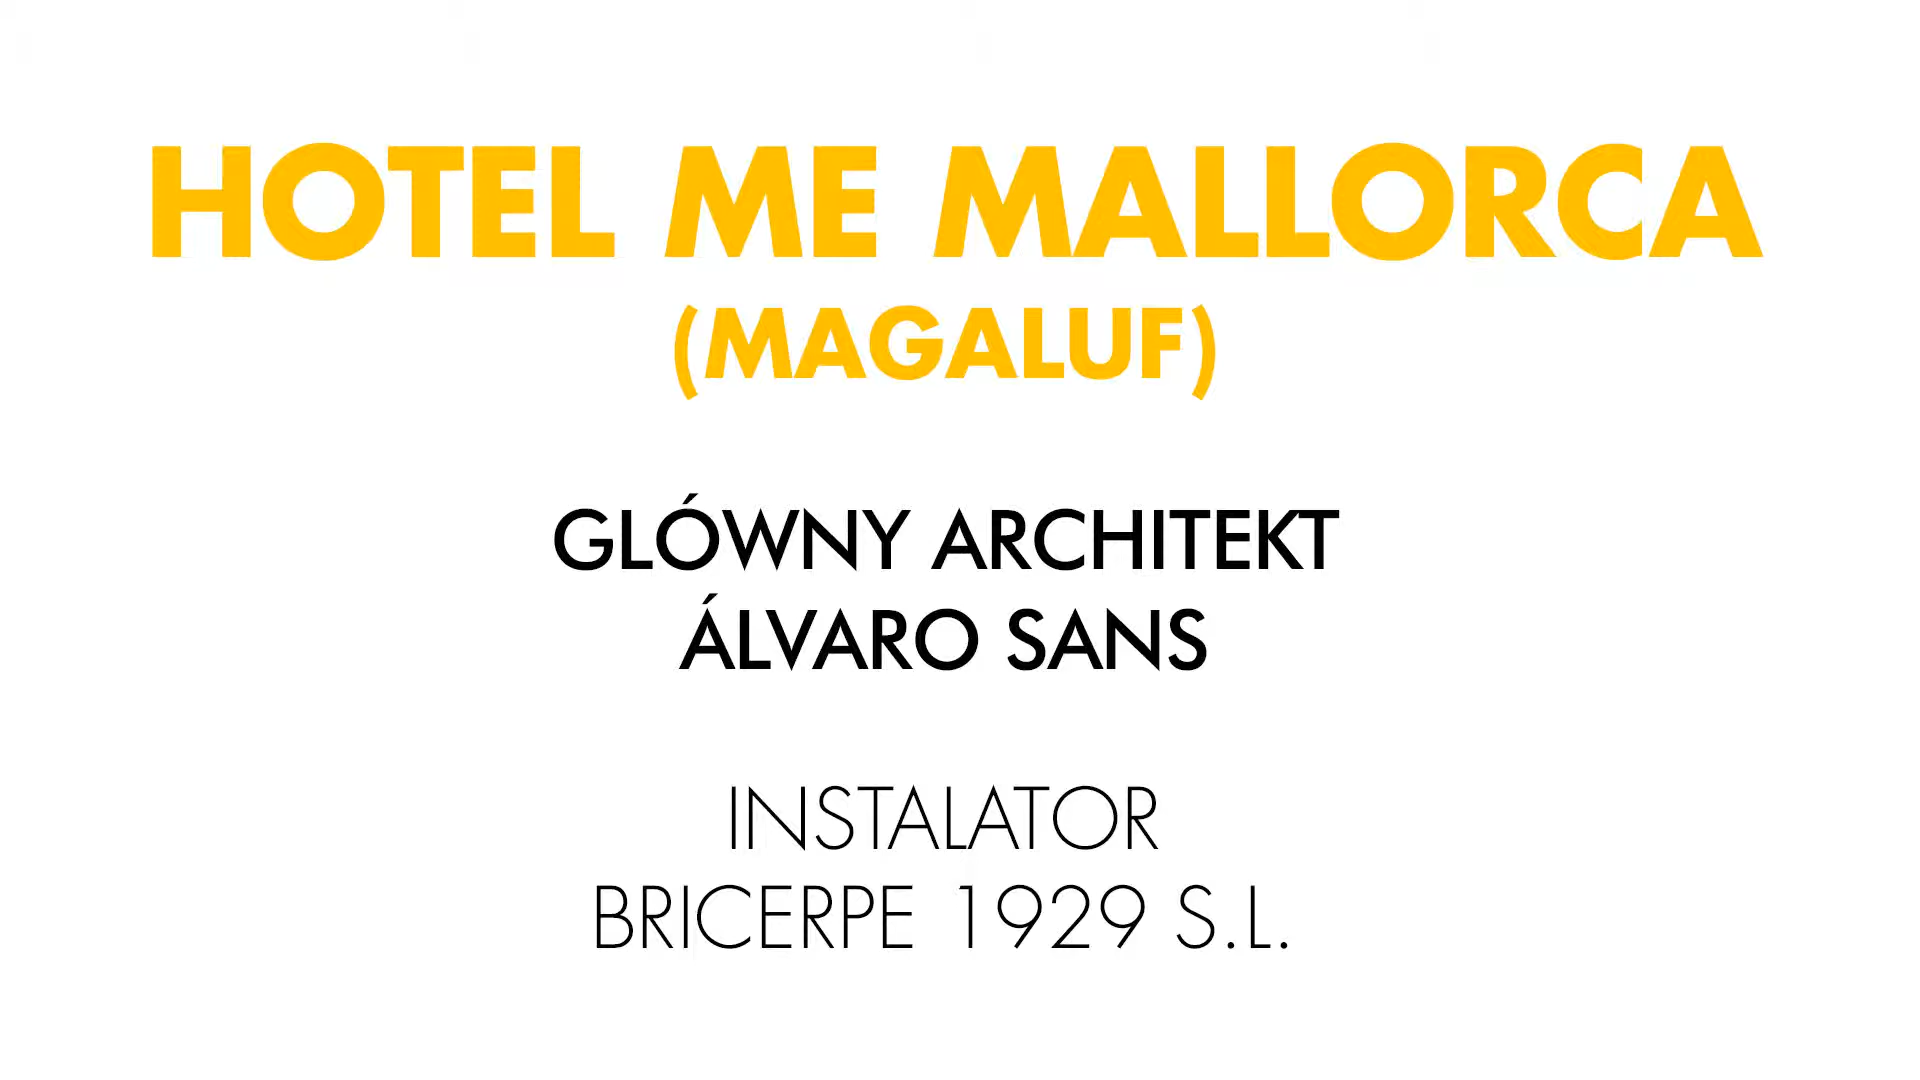 HOTEL ME MALLORCA
(MAGALUF)
GLÓWNY ARCHITEKT
ÁLVARO SANS
INSTALATOR
BRICERPE 1929 S.L.